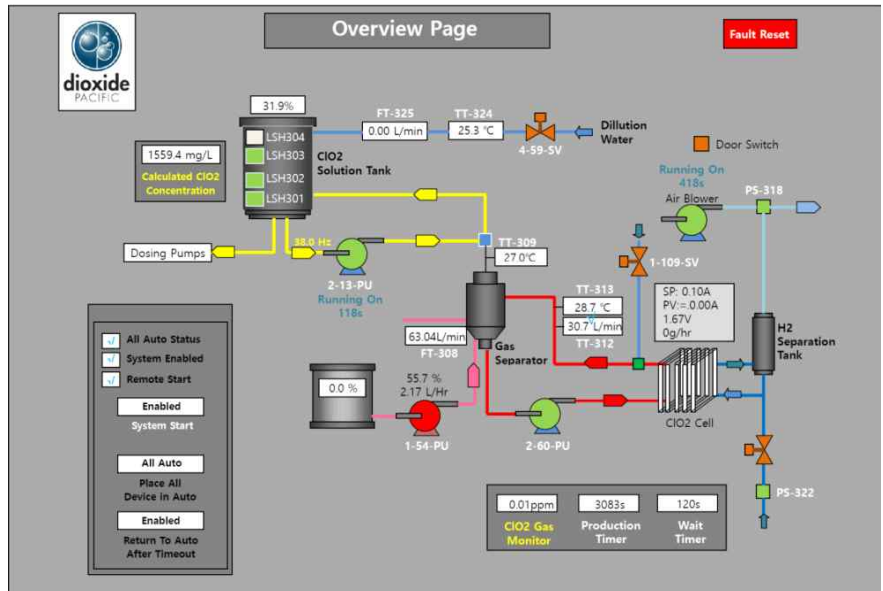 Overview Page
Fault Reset
dioxide
PACIFIC
31.9%
LSH304
LSH303
LSH302
LSH301
ClO2
Solution Tank
1559.4 mg/L
Calculated ClO2
Concentration
FT-325
0.00 L/min
TT-324
25.3 °C
4-59-SV
Dillution
Water
Door Switch
Running On
418s
Air Blower
PS-318
Dosing Pumps
38.0 Hz
2-13-PU
Running On
118s
TT-309
27.0°C
1-109-SV
TT-313
28.7 °C
30.7 L/min
TT-312
SP: 0.10A
PV:=.0.00A
1.67V
0g/hr
H2
Separation
Tank
63.04L/min
FT-308
Gas
Separator
0.0 %
55.7 %
2.17 L/Hr
1-54-PU
2-60-PU
ClO2 Cell
PS-322
All Auto Status
System Enabled
Remote Start
Enabled
System Start
All Auto
Place All
Device in Auto
Enabled
Return To Auto
After Timeout
0.01ppm
ClO2 Gas
Monitor
3083s
Production
Timer
120s
Wait
Timer